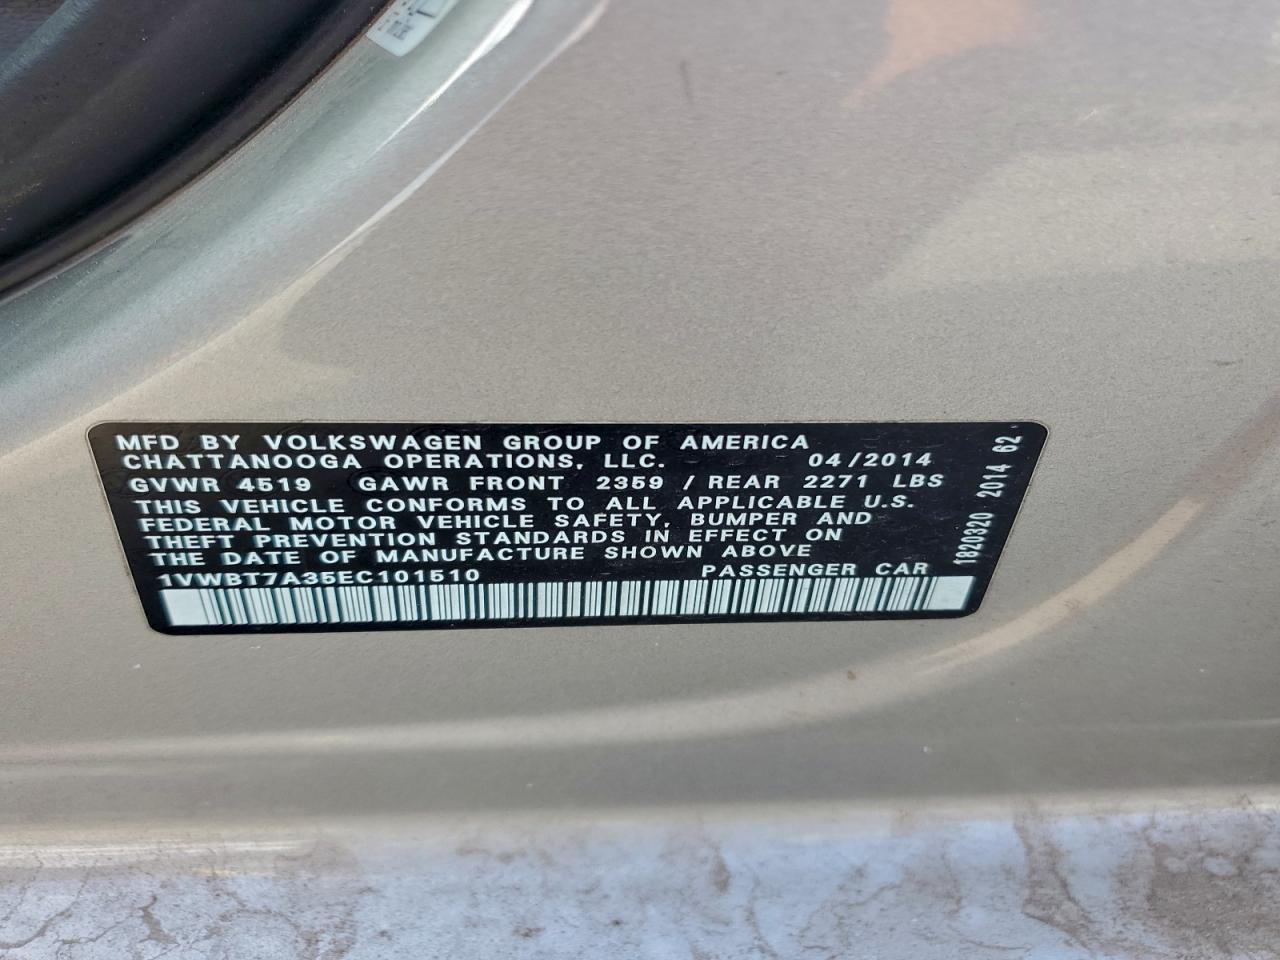 MFD BY VOLKSWAGEN GROUP OF AMERICA
CHATTANOOGA OPERATIONS, LLC. 04/2014
GVWR 4519 GAWR FRONT 2359 / REAR 2271 LBS
THIS VEHICLE CONFORMS TO ALL APPLICABLE U.S.
FEDERAL MOTOR VEHICLE SAFETY, BUMPER AND
THEFT PREVENTION STANDARDS IN EFFECT ON
THE DATE OF MANUFACTURE SHOWN ABOVE
1VWBT7A35EC101510 PASSENGER CAR
1820320 2014 62